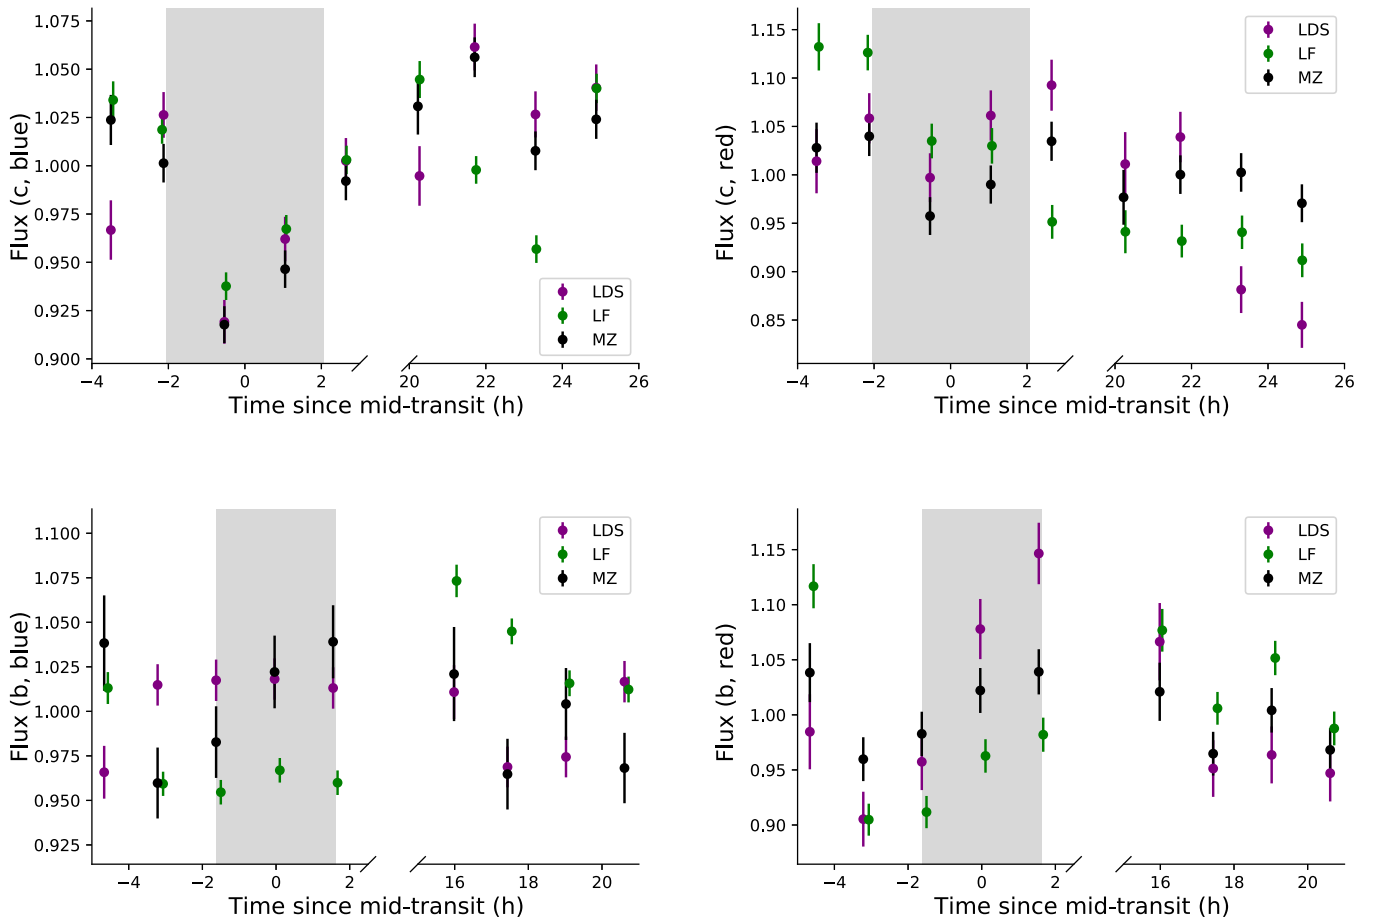 1.075
1.050
1.025
1.000
0.975
0.950
0.925
0.900
Flux (c, blue)
LDS
LF
MZ
−4 −2 0 2 20 22 24 26
Time since mid-transit (h)
1.15
1.10
1.05
1.00
0.95
0.90
0.85
Flux (c, red)
LDS
LF
MZ
−4 −2 0 2 20 22 24 26
Time since mid-transit (h)
1.100
1.075
1.050
1.025
1.000
0.975
0.950
0.925
Flux (b, blue)
LDS
LF
MZ
−4 −2 0 2 16 18 20
Time since mid-transit (h)
1.15
1.10
1.05
1.00
0.95
0.90
Flux (b, red)
LDS
LF
MZ
−4 −2 0 2 16 18 20
Time since mid-transit (h)